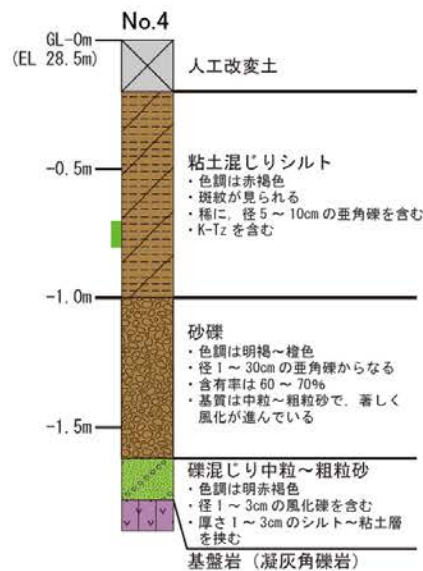 No.4
GL-0m
(EL 28.5m)
人工改変土
-0.5m
粘土混じりシルト
・色調は赤褐色
・斑紋が見られる
・稀に, 径5～10cmの亜角礫を含む
・K-Tzを含む
-1.0m
砂礫
・色調は明褐～橙色
・径1～30cmの亜角礫からなる
・含有率は60～70%
・基質は中粒～粗粒砂で, 著しく
風化が進んでいる
-1.5m
礫混じり中粒～粗粒砂
・色調は明赤褐色
・径1～3cmの風化礫を含む
・厚さ1～3cmのシルト～粘土層
を挟む
基盤岩（凝灰角礫岩）